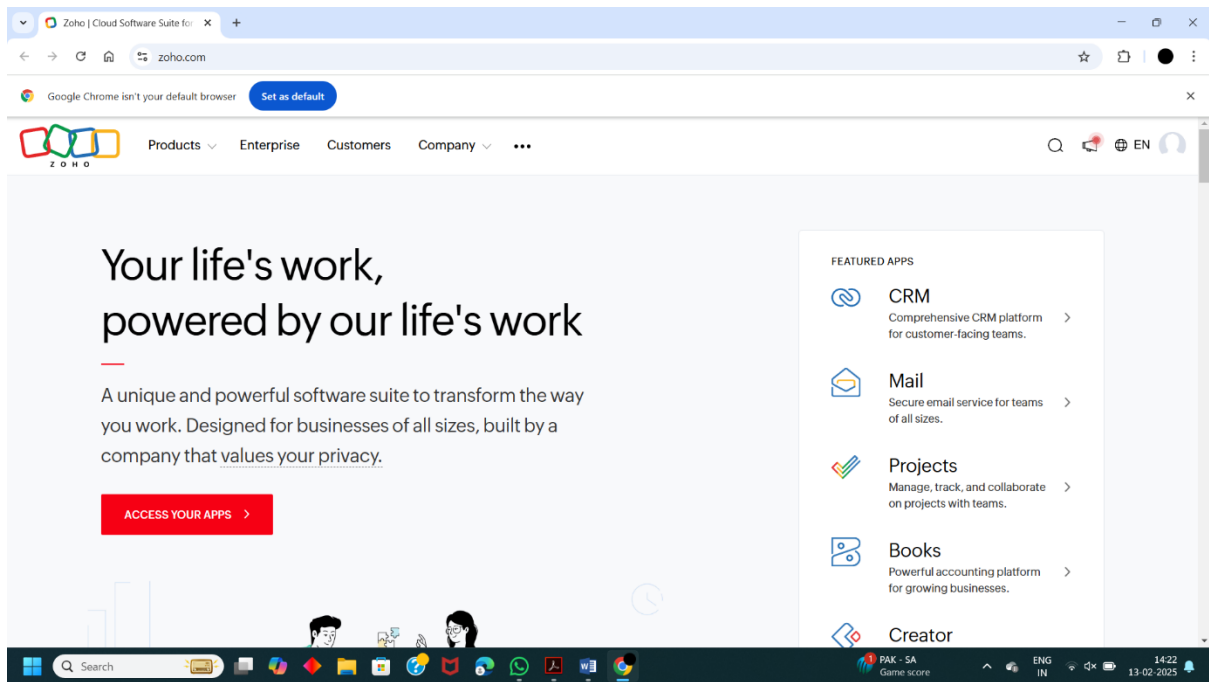 Zoho | Cloud Software Suite for
zoho.com
Google Chrome isn't your default browser Set as default
ZOHO
Products Enterprise Customers Company
EN
Your life's work,
powered by our life's work
A unique and powerful software suite to transform the way
you work. Designed for businesses of all sizes, built by a
company that values your privacy.
ACCESS YOUR APPS
FEATURED APPS
CRM
Comprehensive CRM platform
for customer-facing teams.
Mail
Secure email service for teams
of all sizes.
Projects
Manage, track, and collaborate
on projects with teams.
Books
Powerful accounting platform
for growing businesses.
Creator
Search
1
PAK - SA
Game score
ENG
IN
14:22
13-02-2025